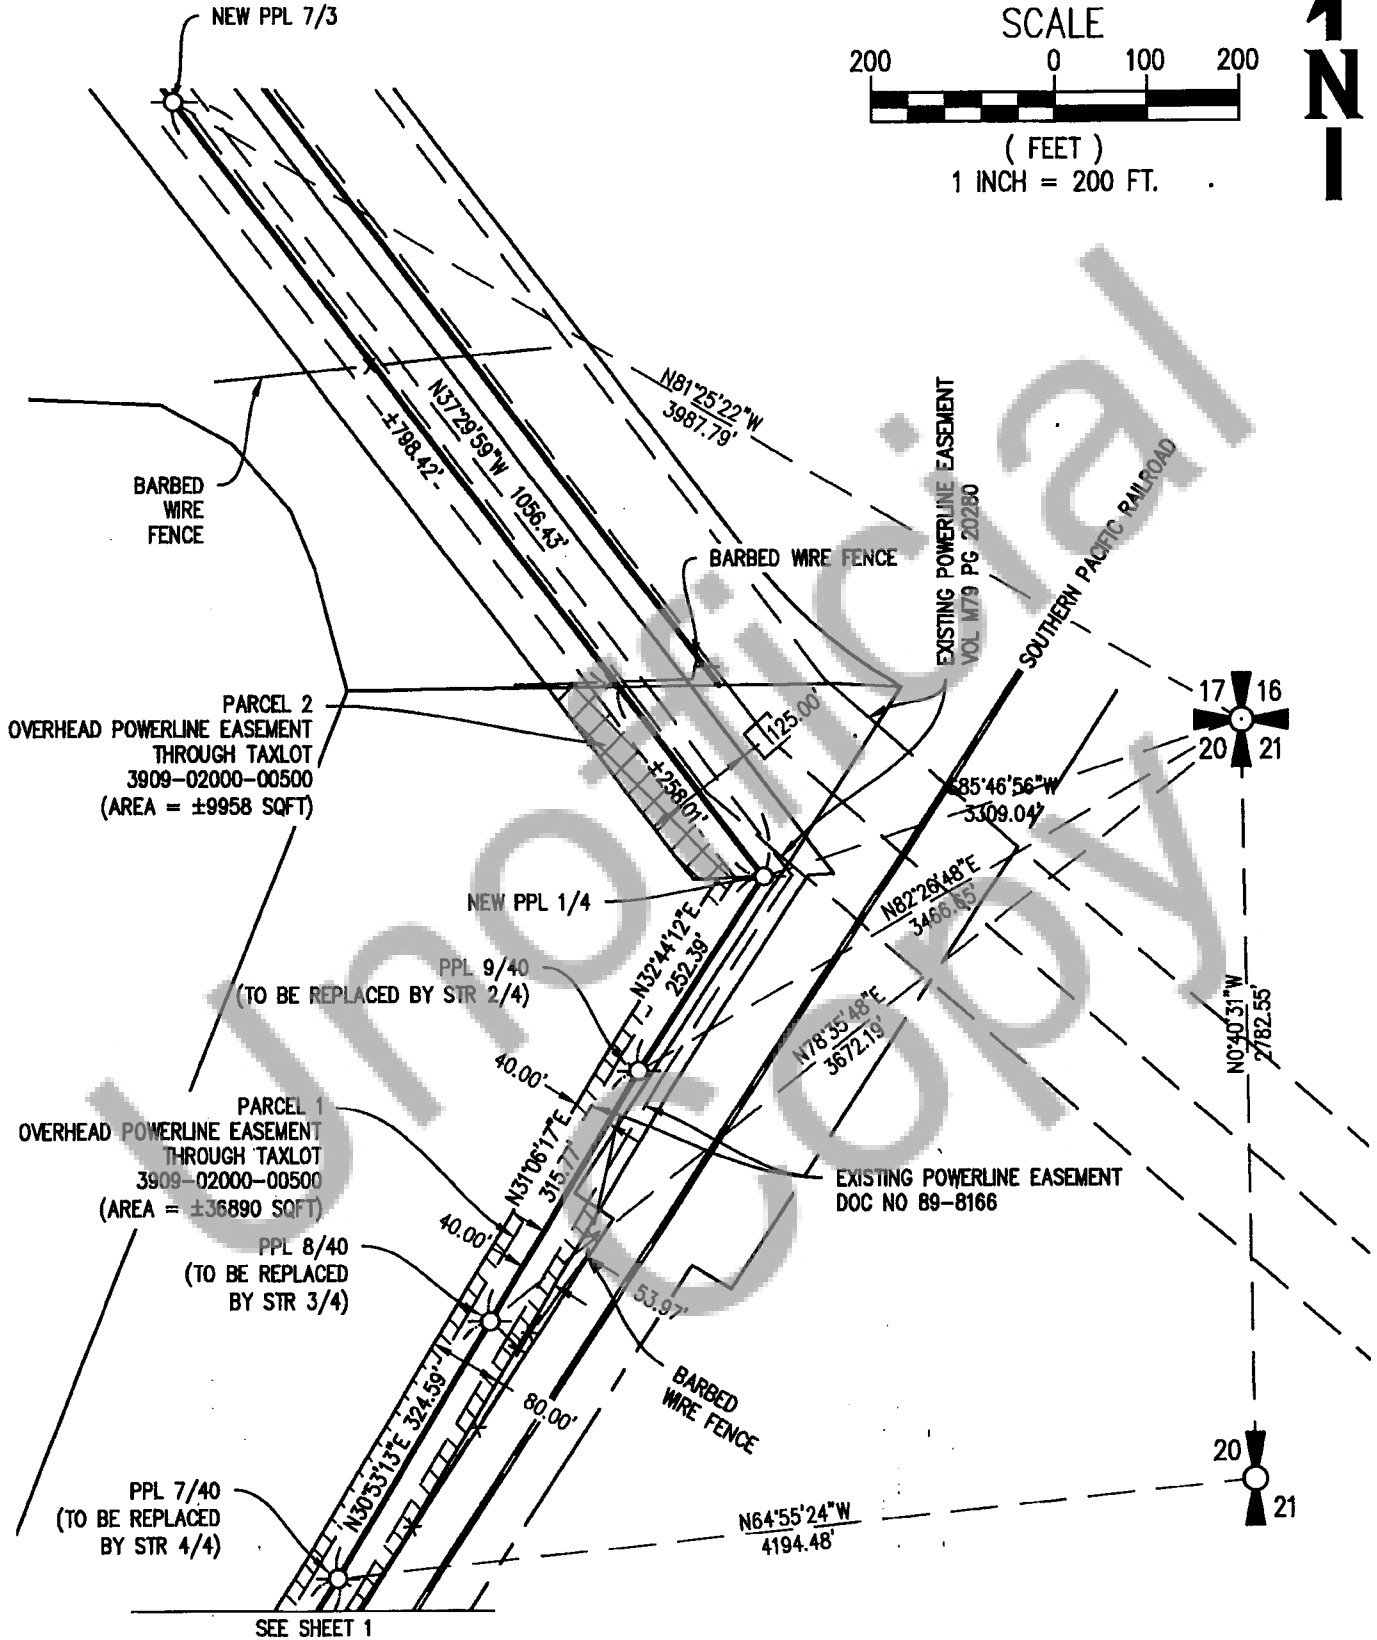 NEW PPL 7/3
SCALE
200 0 100 200
( FEET )
1 INCH = 200 FT.
1
N
N81°25'22"W
3987.79'
N37°29'59"W 1056.43'
±798.42'
BARBED
WIRE
FENCE
BARBED WIRE FENCE
EXISTING POWERLINE EASEMENT
VOL M79 PG 20280
SOUTHERN PACIFIC RAILROAD
17 16
20 21
PARCEL 2
OVERHEAD POWERLINE EASEMENT
THROUGH TAXLOT
3909-02000-00500
(AREA = ±9958 SQFT)
125.00'
±258.01'
S85°46'56"W
3309.04'
NEW PPL 1/4
N82°26'48"E
3466.65'
N32°44'12"E
252.39'
PPL 9/40
(TO BE REPLACED BY STR 2/4)
N78°35'48"E
3672.19'
N0°40'31"W
2782.55'
40.00'
PARCEL 1
OVERHEAD POWERLINE EASEMENT
THROUGH TAXLOT
3909-02000-00500
(AREA = ±36890 SQFT)
N31°06'17"E
315.77'
EXISTING POWERLINE EASEMENT
DOC NO 89-8166
40.00'
PPL 8/40
(TO BE REPLACED
BY STR 3/4)
53.97'
BARBED
WIRE FENCE
80.00'
N30°53'13"E 324.59'
PPL 7/40
(TO BE REPLACED
BY STR 4/4)
N64°55'24"W
4194.48'
20
21
SEE SHEET 1
Unofficial
Copy